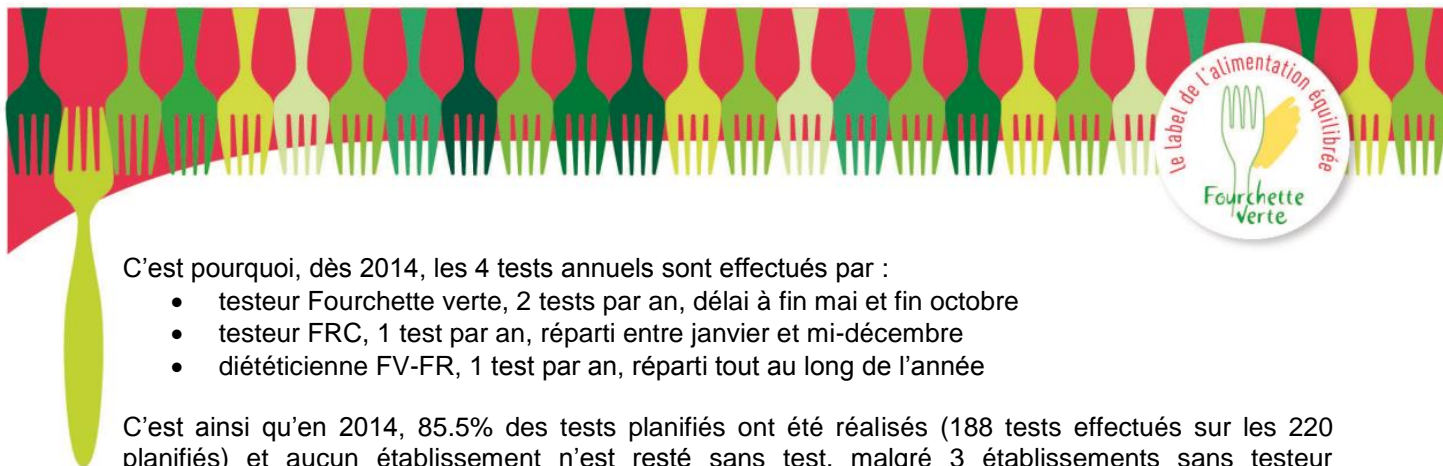 le label de l'alimentation équilibrée
Fourchette
verte
C'est pourquoi, dès 2014, les 4 tests annuels sont effectués par :
• testeur Fourchette verte, 2 tests par an, délai à fin mai et fin octobre
• testeur FRC, 1 test par an, réparti entre janvier et mi-décembre
• diététicienne FV-FR, 1 test par an, réparti tout au long de l'année
C'est ainsi qu'en 2014, 85.5% des tests planifiés ont été réalisés (188 tests effectués sur les 220
planifiés) et aucun établissement n'est resté sans test, malgré 3 établissements sans testeur